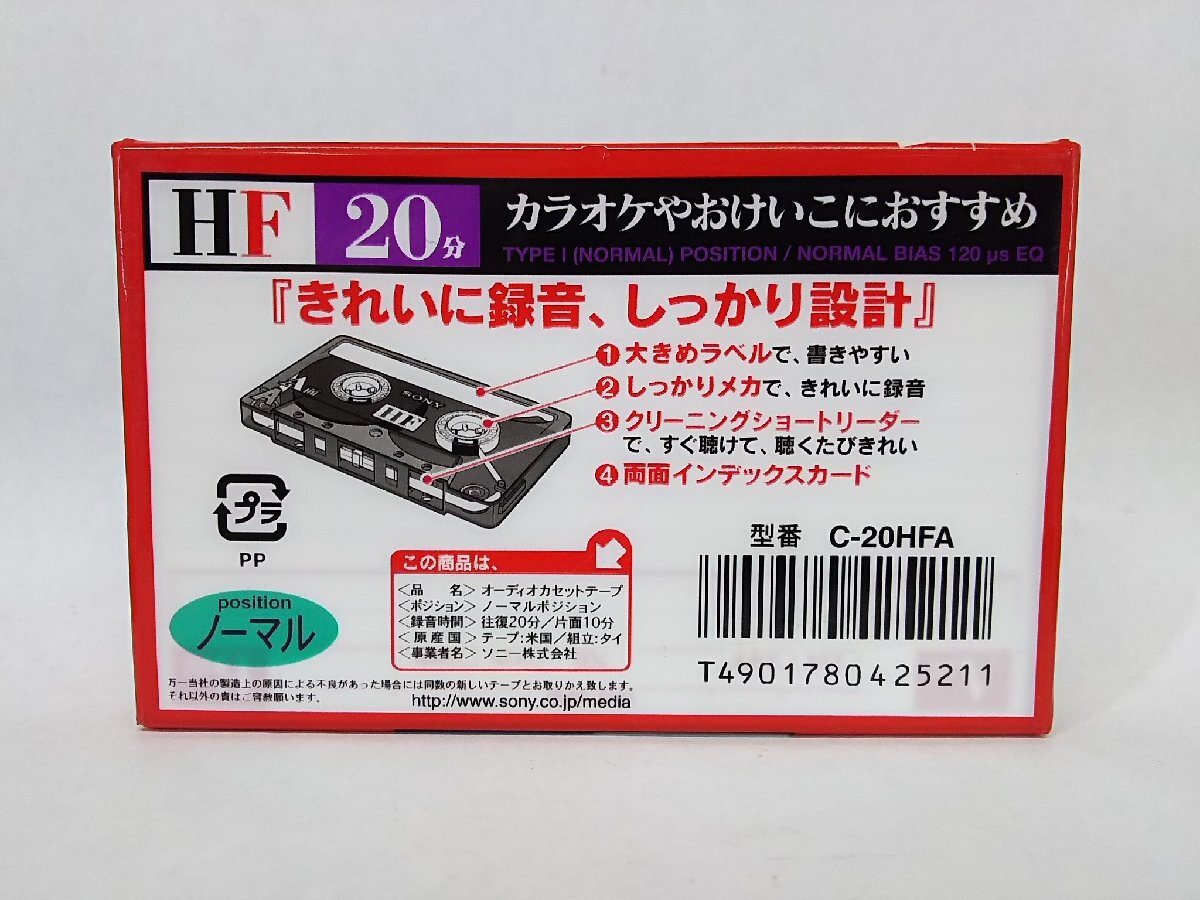 HF 20分 カラオケやおけいこにおすすめ
TYPE I (NORMAL) POSITION / NORMAL BIAS 120 µs EQ
『きれいに録音、しっかり設計』
❶大きめラベルで、書きやすい
❷しっかりメカで、きれいに録音
❸クリーニングショートリーダー
で、すぐ聴けて、聴くたびきれい
❹両面インデックスカード
SONY
HF
A
プラ
PP
型番 C-20HFA
この商品は、
<品 名>オーディオカセットテープ
<ポジション>ノーマルポジション
<録音時間>往復20分/片面10分
<原産国>テープ:米国/組立:タイ
<事業者名>ソニー株式会社
position
ノーマル
T4901780425211
万一当社の製造上の原因による不良があった場合には同数の新しいテープとお取りかえ致します。
それ以外の責はご容赦願います。
http://www.sony.co.jp/media